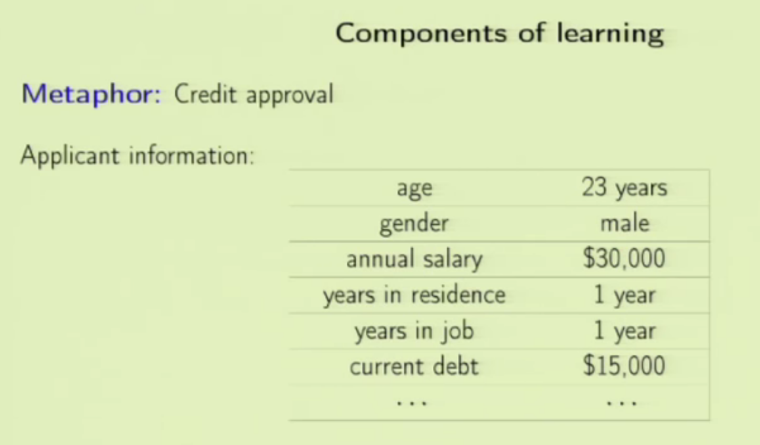 Components of learning
Metaphor: Credit approval
Applicant information:
age 23 years
gender male
annual salary $30,000
years in residence 1 year
years in job 1 year
current debt $15,000
... ...